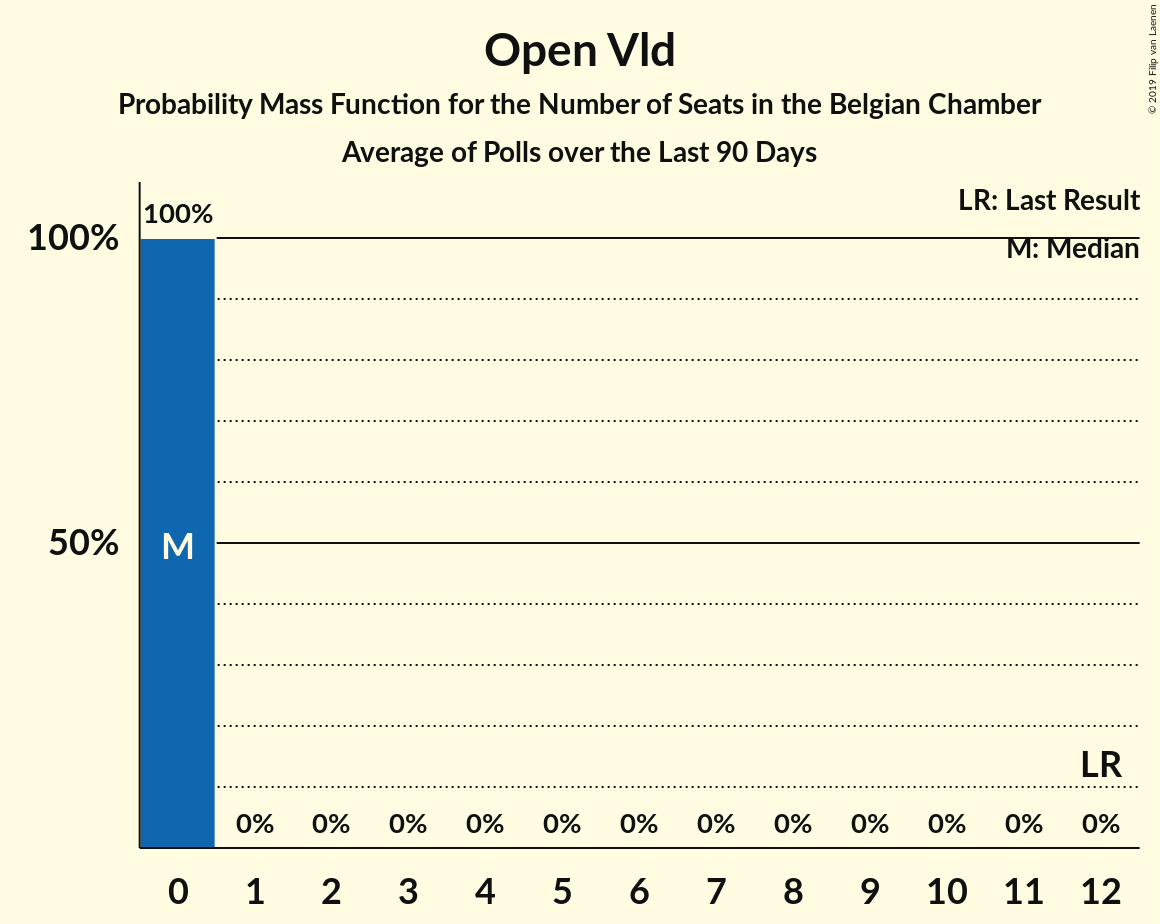 Open Vld
Probability Mass Function for the Number of Seats in the Belgian Chamber
Average of Polls over the Last 90 Days
© 2019 Filip van Laenen
LR: Last Result
M: Median
100%
100%
50%
M
LR
0% 0% 0% 0% 0% 0% 0% 0% 0% 0% 0% 0%
0 1 2 3 4 5 6 7 8 9 10 11 12